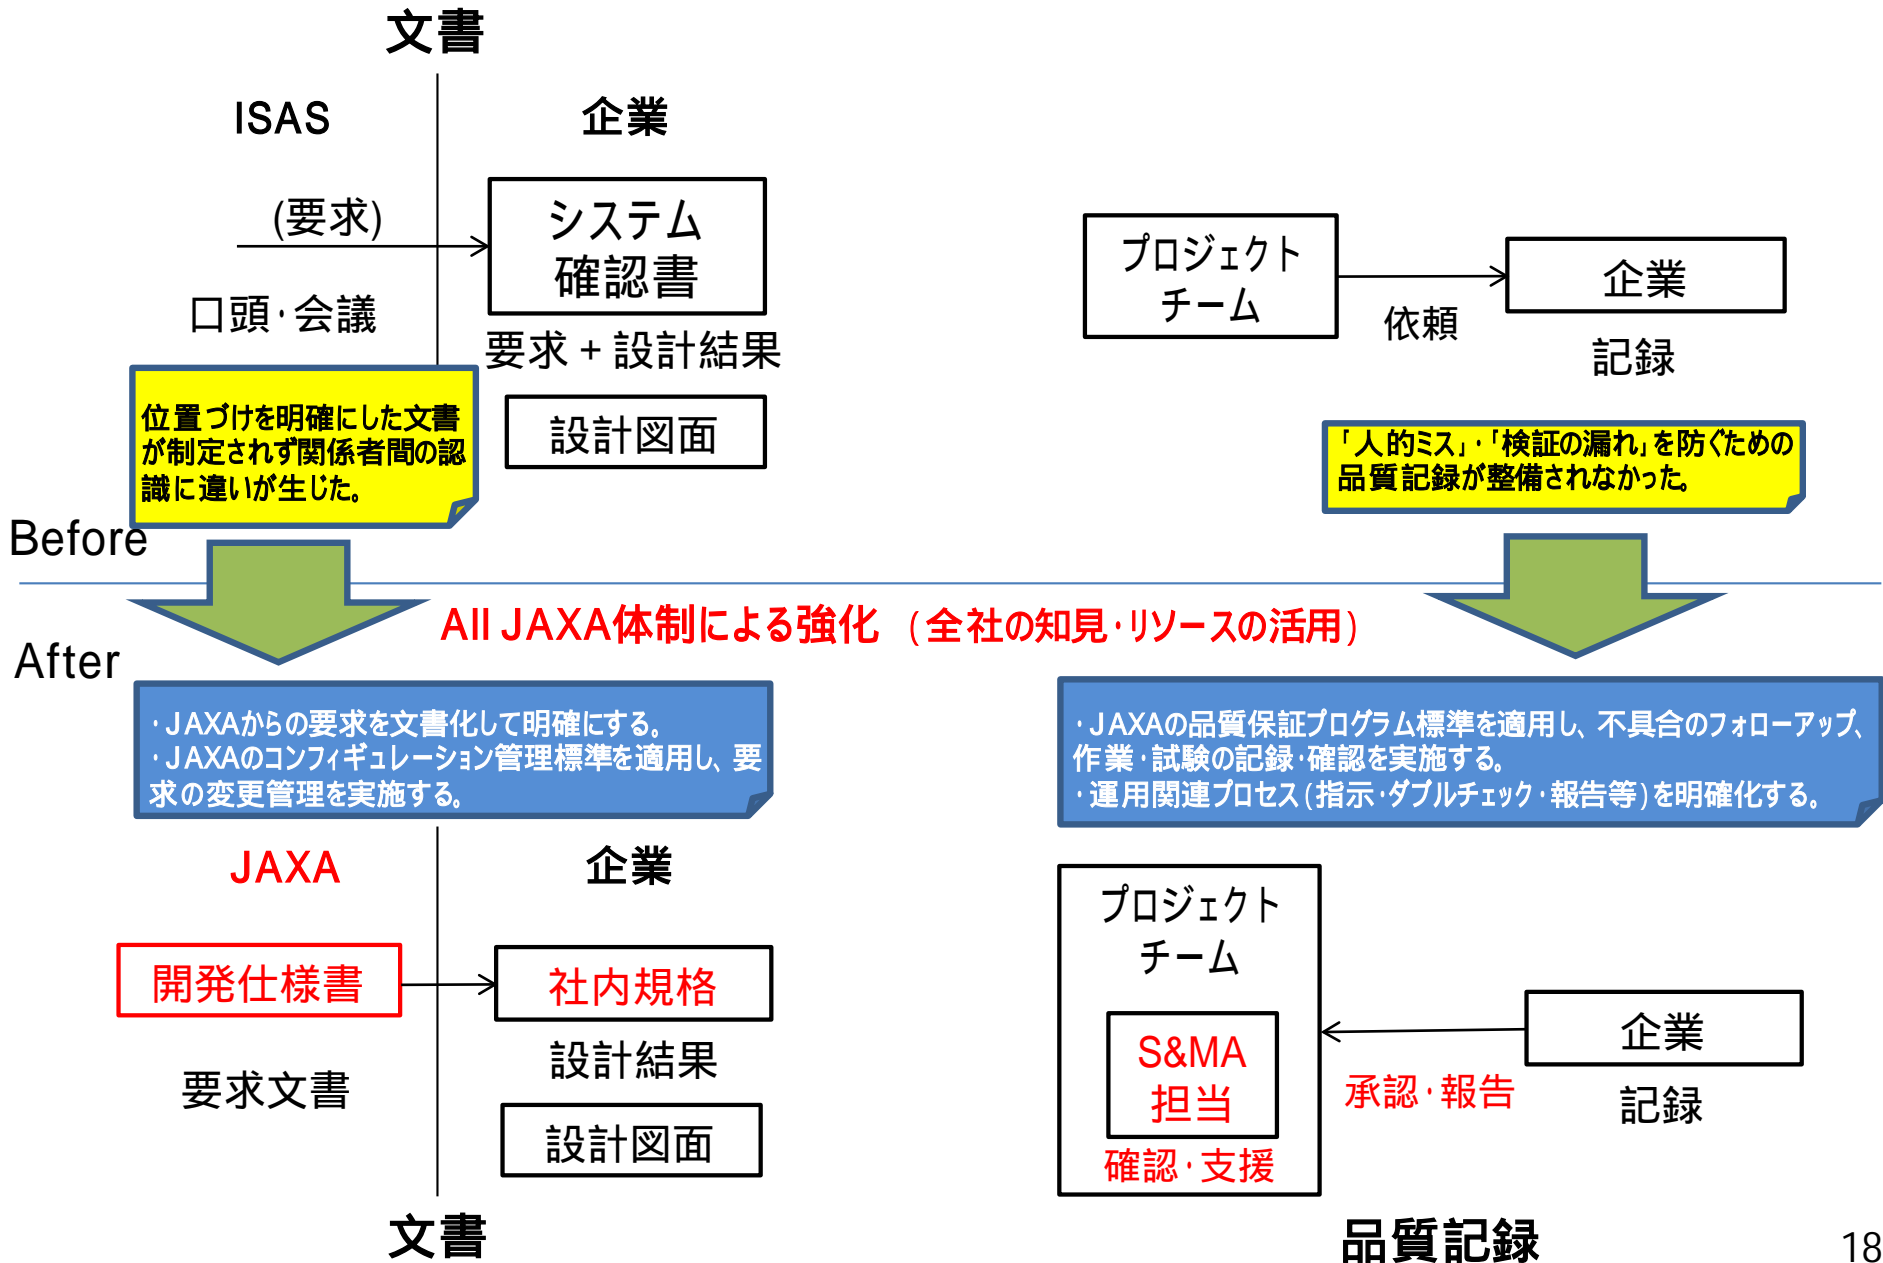 文書
ISAS
企業
(要求)
システム
確認書
口頭・会議
要求＋設計結果
設計図面
位置づけを明確にした文書
が制定されず関係者間の認
識に違いが生じた。
プロジェクト
チーム
依頼
企業
記録
「人的ミス」・「検証の漏れ」を防ぐための
品質記録が整備されなかった。
Before
All JAXA体制による強化 (全社の知見・リソースの活用)
After
・JAXAからの要求を文書化して明確にする。
・JAXAのコンフィギュレーション管理標準を適用し、要
求の変更管理を実施する。
・JAXAの品質保証プログラム標準を適用し、不具合のフォローアップ、
作業・試験の記録・確認を実施する。
・運用関連プロセス(指示・ダブルチェック・報告等)を明確化する。
JAXA
企業
開発仕様書
社内規格
要求文書
設計結果
設計図面
文書
プロジェクト
チーム
S&MA
担当
確認・支援
承認・報告
企業
記録
品質記録
18